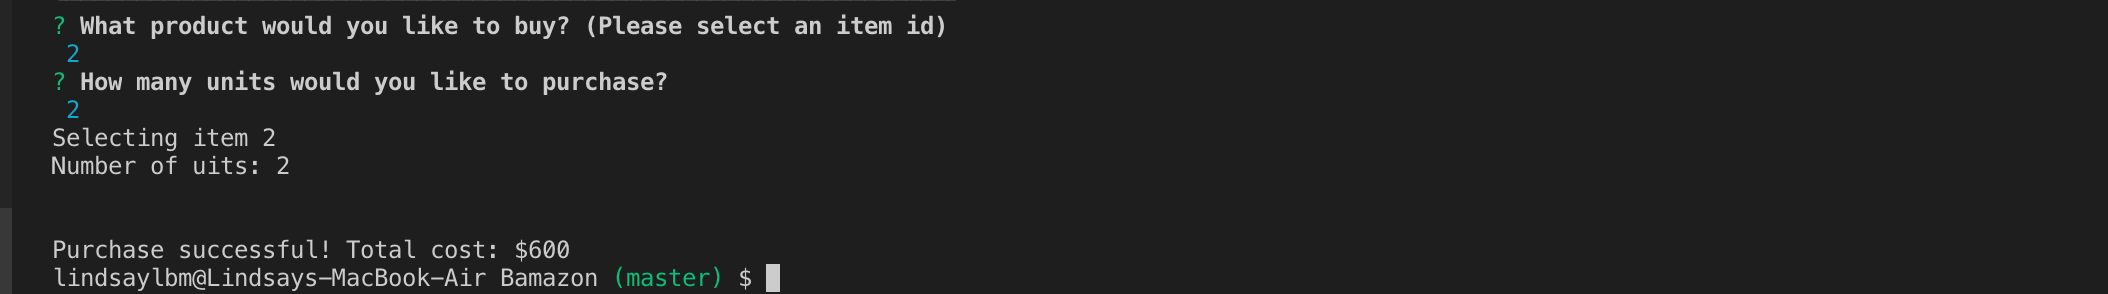 ? What product would you like to buy? (Please select an item id)
2
? How many units would you like to purchase?
2
Selecting item 2
Number of uits: 2
Purchase successful! Total cost: $600
lindsaylbm@Lindsays-MacBook-Air Bamazon (master) $